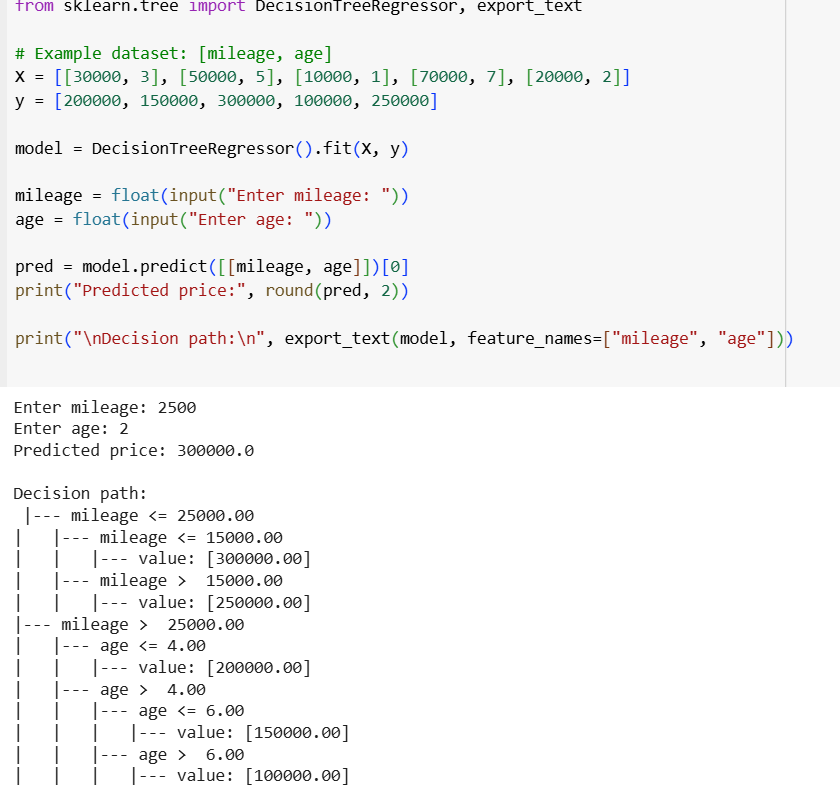 from sklearn.tree import DecisionTreeRegressor, export_text
# Example dataset: [mileage, age]
X = [[30000, 3], [50000, 5], [10000, 1], [70000, 7], [20000, 2]]
y = [200000, 150000, 300000, 100000, 250000]
model = DecisionTreeRegressor().fit(X, y)
mileage = float(input("Enter mileage: "))
age = float(input("Enter age: "))
pred = model.predict([[mileage, age]])[0]
print("Predicted price:", round(pred, 2))
print("\nDecision path:\n", export_text(model, feature_names=["mileage", "age"]))
Enter mileage: 2500
Enter age: 2
Predicted price: 300000.0
Decision path:
 |--- mileage <= 25000.00
|   |--- mileage <= 15000.00
|   |   |--- value: [300000.00]
|   |--- mileage >  15000.00
|   |   |--- value: [250000.00]
|--- mileage >  25000.00
|   |--- age <= 4.00
|   |   |--- value: [200000.00]
|   |--- age >  4.00
|   |   |--- age <= 6.00
|   |   |   |--- value: [150000.00]
|   |   |--- age >  6.00
|   |   |   |--- value: [100000.00]